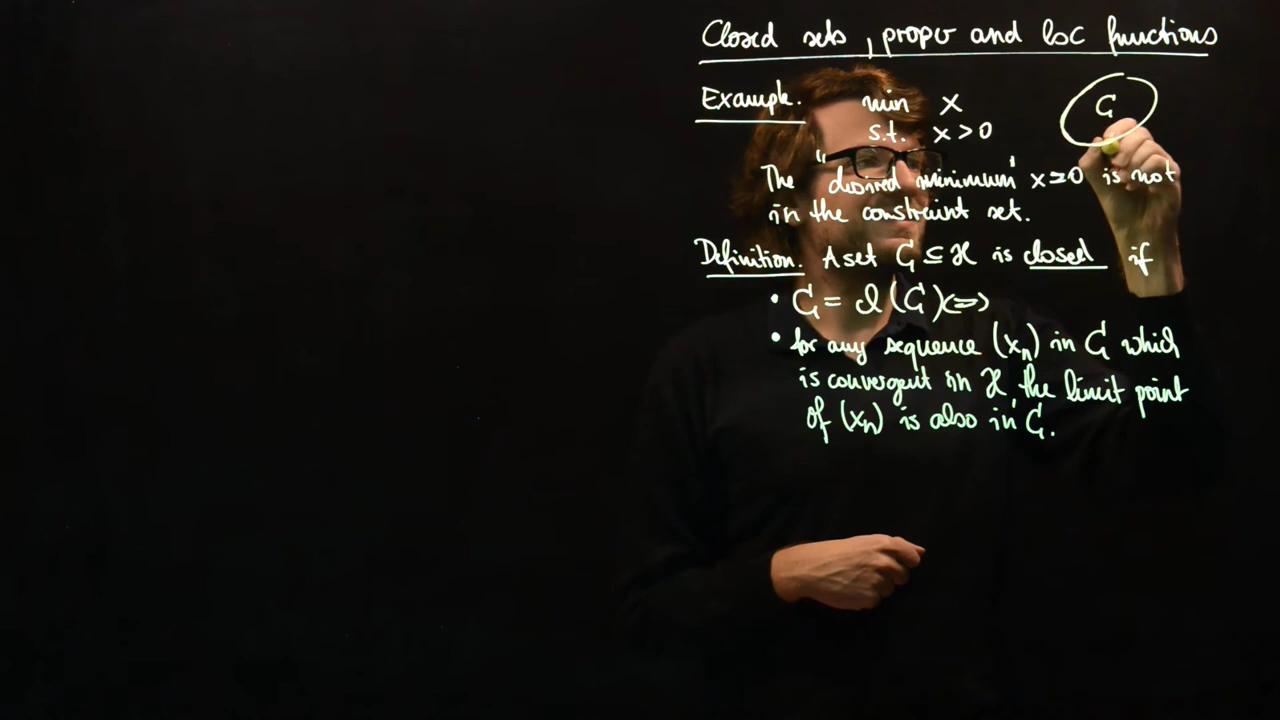 Closed sets, proper and lsc functions
Example. min x
C
s.t. x > 0
The "desired minimum" x=0 is not
in the constraint set.
Definition. A set C ⊆ ℋ is closed if
• C = cl(C) ⇔
• for any sequence (xₙ) in C which
is convergent in ℋ, the limit point
of (xₙ) is also in C.